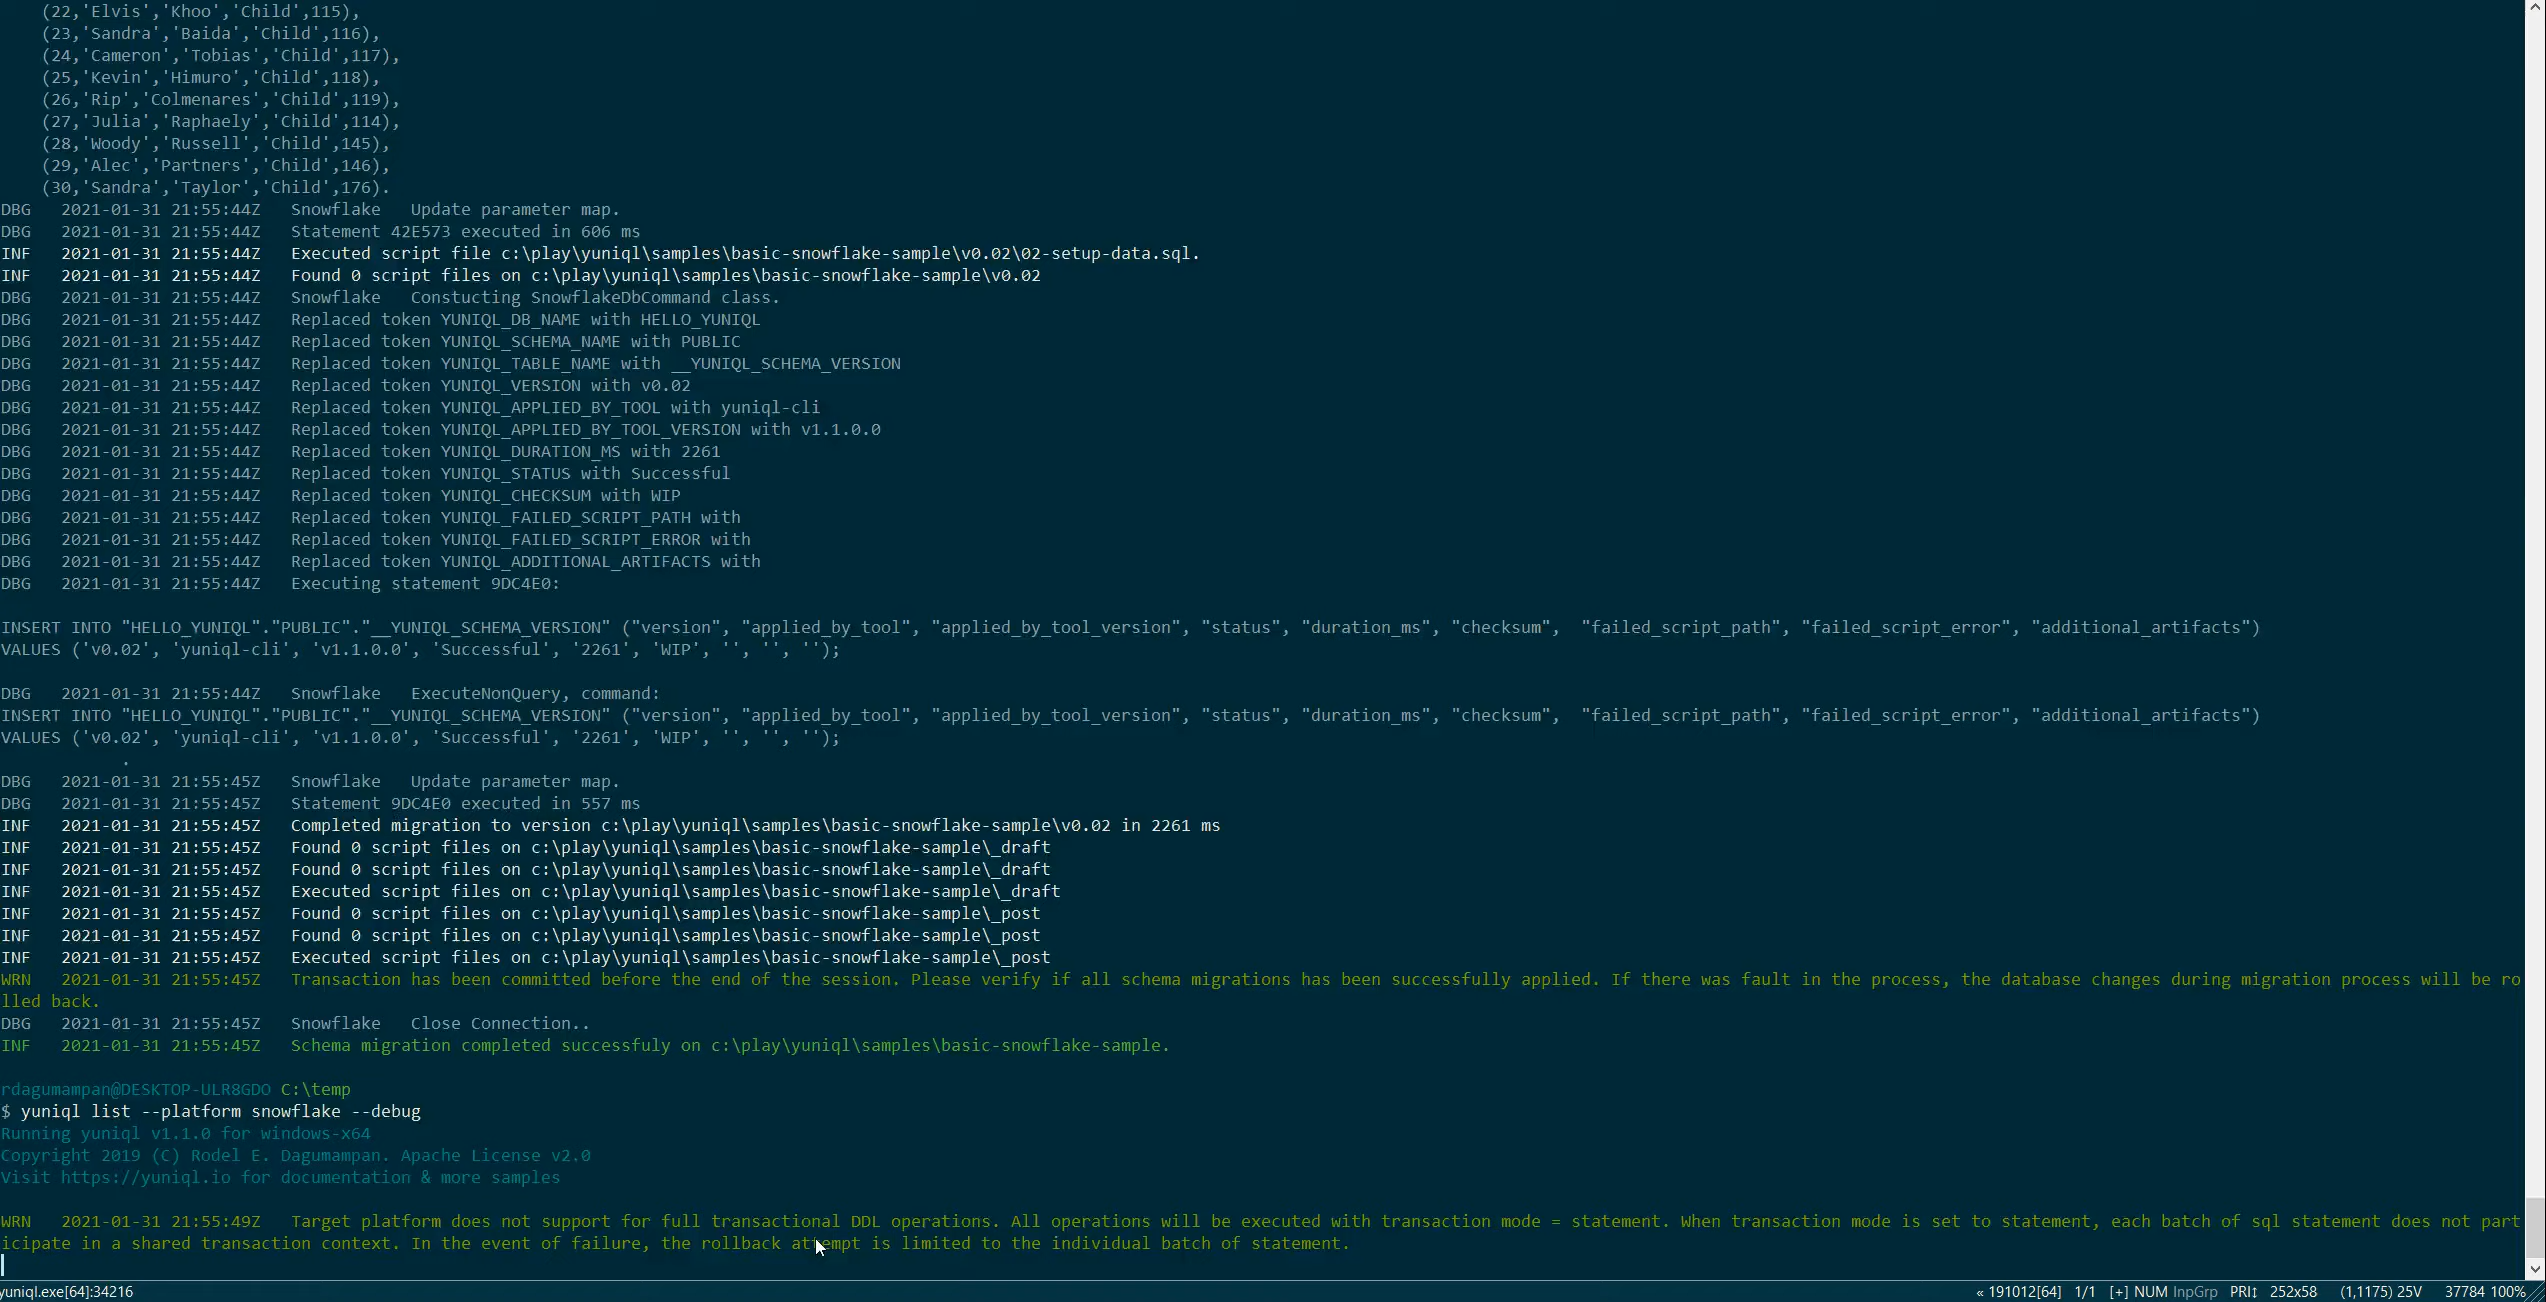 (22,'Elvis','Khoo','Child',115),
(23,'Sandra','Baida','Child',116),
(24,'Cameron','Tobias','Child',117),
(25,'Kevin','Himuro','Child',118),
(26,'Rip','Colmenares','Child',119),
(27,'Julia','Raphaely','Child',114),
(28,'Woody','Russell','Child',145),
(29,'Alec','Partners','Child',146),
(30,'Sandra','Taylor','Child',176).
DBG 2021-01-31 21:55:44Z Snowflake Update parameter map.
DBG 2021-01-31 21:55:44Z Statement 42E573 executed in 606 ms
INF 2021-01-31 21:55:44Z Executed script file c:\play\yuniql\samples\basic-snowflake-sample\v0.02\02-setup-data.sql.
INF 2021-01-31 21:55:44Z Found 0 script files on c:\play\yuniql\samples\basic-snowflake-sample\v0.02
DBG 2021-01-31 21:55:44Z Snowflake Constucting SnowflakeDbCommand class.
DBG 2021-01-31 21:55:44Z Replaced token YUNIQL_DB_NAME with HELLO_YUNIQL
DBG 2021-01-31 21:55:44Z Replaced token YUNIQL_SCHEMA_NAME with PUBLIC
DBG 2021-01-31 21:55:44Z Replaced token YUNIQL_TABLE_NAME with __YUNIQL_SCHEMA_VERSION
DBG 2021-01-31 21:55:44Z Replaced token YUNIQL_VERSION with v0.02
DBG 2021-01-31 21:55:44Z Replaced token YUNIQL_APPLIED_BY_TOOL with yuniql-cli
DBG 2021-01-31 21:55:44Z Replaced token YUNIQL_APPLIED_BY_TOOL_VERSION with v1.1.0.0
DBG 2021-01-31 21:55:44Z Replaced token YUNIQL_DURATION_MS with 2261
DBG 2021-01-31 21:55:44Z Replaced token YUNIQL_STATUS with Successful
DBG 2021-01-31 21:55:44Z Replaced token YUNIQL_CHECKSUM with WIP
DBG 2021-01-31 21:55:44Z Replaced token YUNIQL_FAILED_SCRIPT_PATH with
DBG 2021-01-31 21:55:44Z Replaced token YUNIQL_FAILED_SCRIPT_ERROR with
DBG 2021-01-31 21:55:44Z Replaced token YUNIQL_ADDITIONAL_ARTIFACTS with
DBG 2021-01-31 21:55:44Z Executing statement 9DC4E0:
INSERT INTO "HELLO_YUNIQL"."PUBLIC"."__YUNIQL_SCHEMA_VERSION" ("version", "applied_by_tool", "applied_by_tool_version", "status", "duration_ms", "checksum", "failed_script_path", "failed_script_error", "additional_artifacts")
VALUES ('v0.02', 'yuniql-cli', 'v1.1.0.0', 'Successful', '2261', 'WIP', '', '', '');
DBG 2021-01-31 21:55:44Z Snowflake ExecuteNonQuery, command:
INSERT INTO "HELLO_YUNIQL"."PUBLIC"."__YUNIQL_SCHEMA_VERSION" ("version", "applied_by_tool", "applied_by_tool_version", "status", "duration_ms", "checksum", "failed_script_path", "failed_script_error", "additional_artifacts")
VALUES ('v0.02', 'yuniql-cli', 'v1.1.0.0', 'Successful', '2261', 'WIP', '', '', '');
.
DBG 2021-01-31 21:55:45Z Snowflake Update parameter map.
DBG 2021-01-31 21:55:45Z Statement 9DC4E0 executed in 557 ms
INF 2021-01-31 21:55:45Z Completed migration to version c:\play\yuniql\samples\basic-snowflake-sample\v0.02 in 2261 ms
INF 2021-01-31 21:55:45Z Found 0 script files on c:\play\yuniql\samples\basic-snowflake-sample\_draft
INF 2021-01-31 21:55:45Z Found 0 script files on c:\play\yuniql\samples\basic-snowflake-sample\_draft
INF 2021-01-31 21:55:45Z Executed script files on c:\play\yuniql\samples\basic-snowflake-sample\_draft
INF 2021-01-31 21:55:45Z Found 0 script files on c:\play\yuniql\samples\basic-snowflake-sample\_post
INF 2021-01-31 21:55:45Z Found 0 script files on c:\play\yuniql\samples\basic-snowflake-sample\_post
INF 2021-01-31 21:55:45Z Executed script files on c:\play\yuniql\samples\basic-snowflake-sample\_post
WRN 2021-01-31 21:55:45Z Transaction has been committed before the end of the session. Please verify if all schema migrations has been successfully applied. If there was fault in the process, the database changes during migration process will be ro
lled back.
DBG 2021-01-31 21:55:45Z Snowflake Close Connection..
INF 2021-01-31 21:55:45Z Schema migration completed successfuly on c:\play\yuniql\samples\basic-snowflake-sample.
rdagumampan@DESKTOP-ULR8GDO C:\temp
$ yuniql list --platform snowflake --debug
Running yuniql v1.1.0 for windows-x64
Copyright 2019 (C) Rodel E. Dagumampan. Apache License v2.0
Visit https://yuniql.io for documentation & more samples
WRN 2021-01-31 21:55:49Z Target platform does not support for full transactional DDL operations. All operations will be executed with transaction mode = statement. When transaction mode is set to statement, each batch of sql statement does not part
icipate in a shared transaction context. In the event of failure, the rollback attempt is limited to the individual batch of statement.
yuniql.exe[64]:34216 « 191012[64] 1/1 [+] NUM InpGrp PRI↕ 252x58 (1,1175) 25V 37784 100%